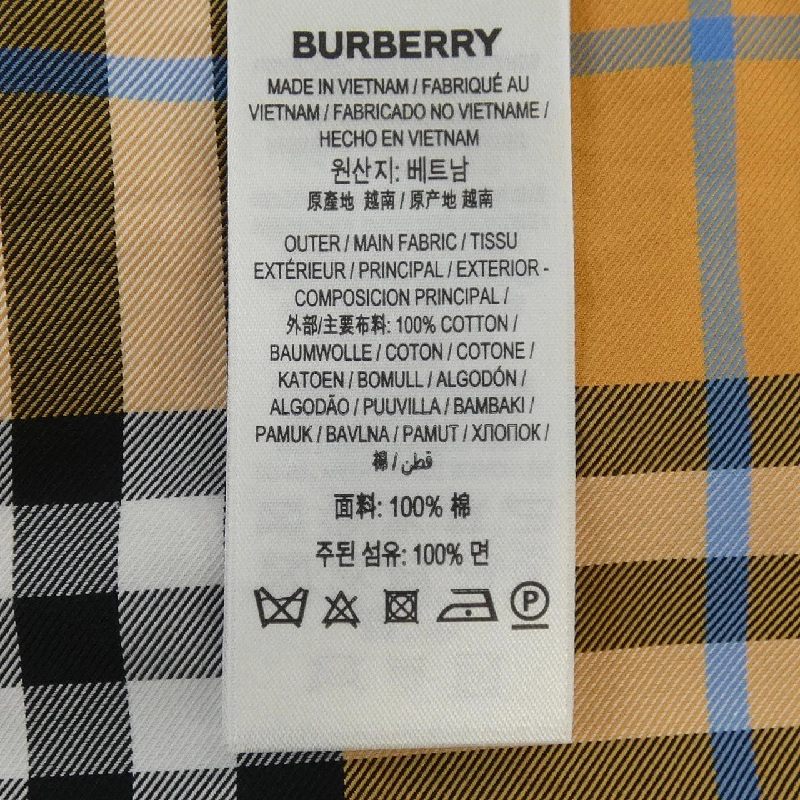 BURBERRY
MADE IN VIETNAM / FABRIQUÉ AU
VIETNAM / FABRICADO NO VIETNAME /
HECHO EN VIETNAM
원산지: 베트남
原產地 越南 / 原产地 越南
OUTER / MAIN FABRIC / TISSU
EXTÉRIEUR / PRINCIPAL / EXTERIOR -
COMPOSICION PRINCIPAL /
外部/主要布料: 100% COTTON /
BAUMWOLLE / COTON / COTONE /
KATOEN / BOMULL / ALGODÓN /
ALGODÃO / PUUVILLA / BAMBAKI /
PAMUK / BAVLNA / PAMUT / ХЛОПОК /
棉 / قطن
面料: 100% 棉
주된 섬유: 100% 면
P